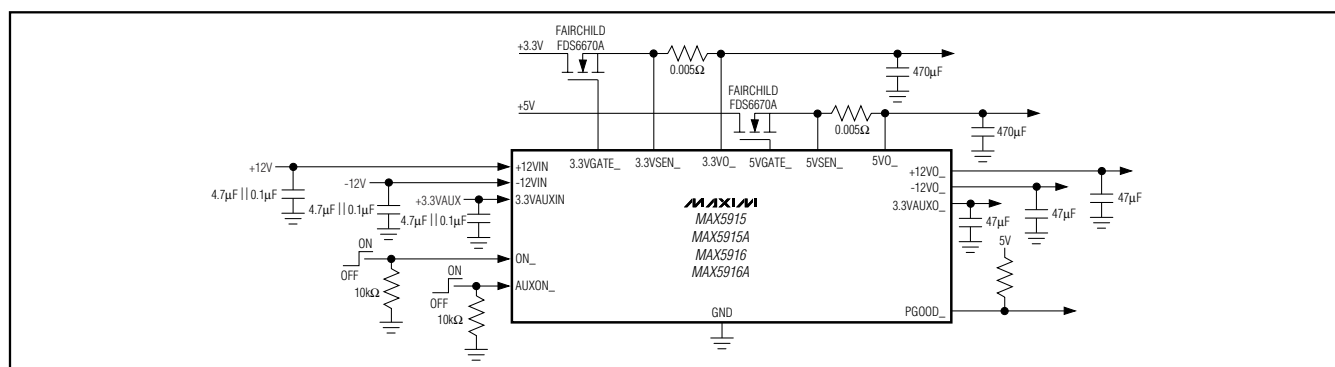 FAIRCHILD
FDS6670A
+3.3V
0.005Ω
470µF
FAIRCHILD
FDS6670A
+5V
0.005Ω
470µF
3.3VGATE_ 3.3VSEN_ 3.3VO_ 5VGATE_ 5VSEN_ 5VO_
+12V
+12VIN
+12VO_
-12V
-12VIN
-12VO_
4.7µF||0.1µF
+3.3VAUX
3.3VAUXIN
3.3VAUXO_
47µF
4.7µF||0.1µF
4.7µF||0.1µF
47µF
47µF
MAXIM
MAX5915
MAX5915A
MAX5916
MAX5916A
5V
ON
OFF
ON_
10kΩ
ON
OFF
AUXON_
10kΩ
GND
PGOOD_